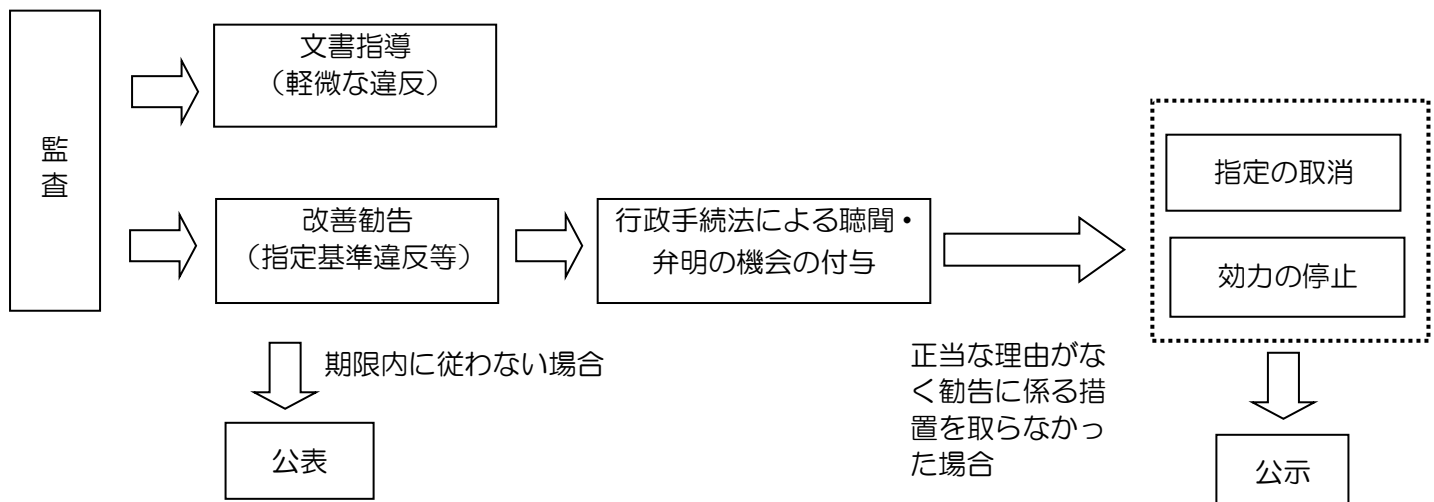 監
査
文書指導
（軽微な違反）
改善勧告
（指定基準違反等）
行政手続法による聴聞・
弁明の機会の付与
指定の取消
効力の停止
期限内に従わない場合
公表
正当な理由がな
く勧告に係る措
置を取らなかっ
た場合
公示